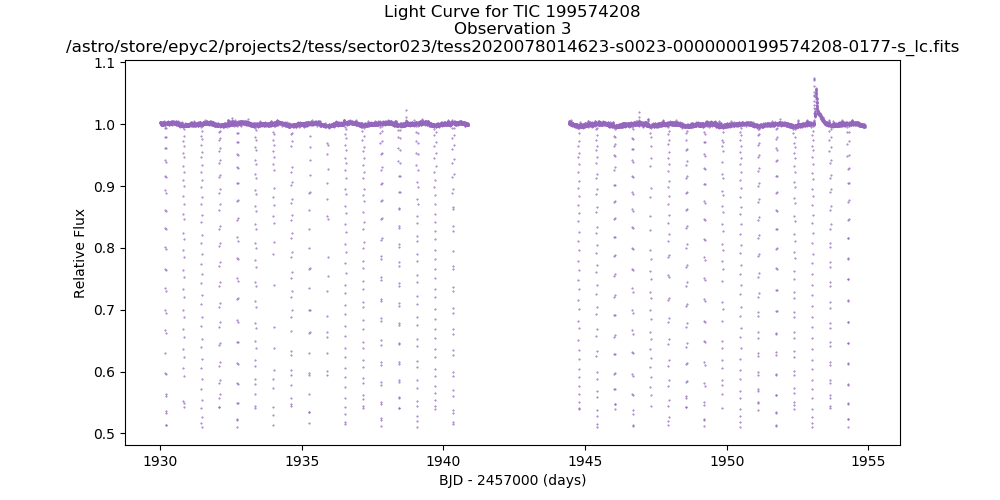 Light Curve for TIC 199574208
Observation 3
/astro/store/epyc2/projects2/tess/sector023/tess2020078014623-s0023-0000000199574208-0177-s_lc.fits
1.1
1.0
0.9
0.8
0.7
0.6
0.5
Relative Flux
1930
1935
1940
1945
1950
1955
BJD - 2457000 (days)